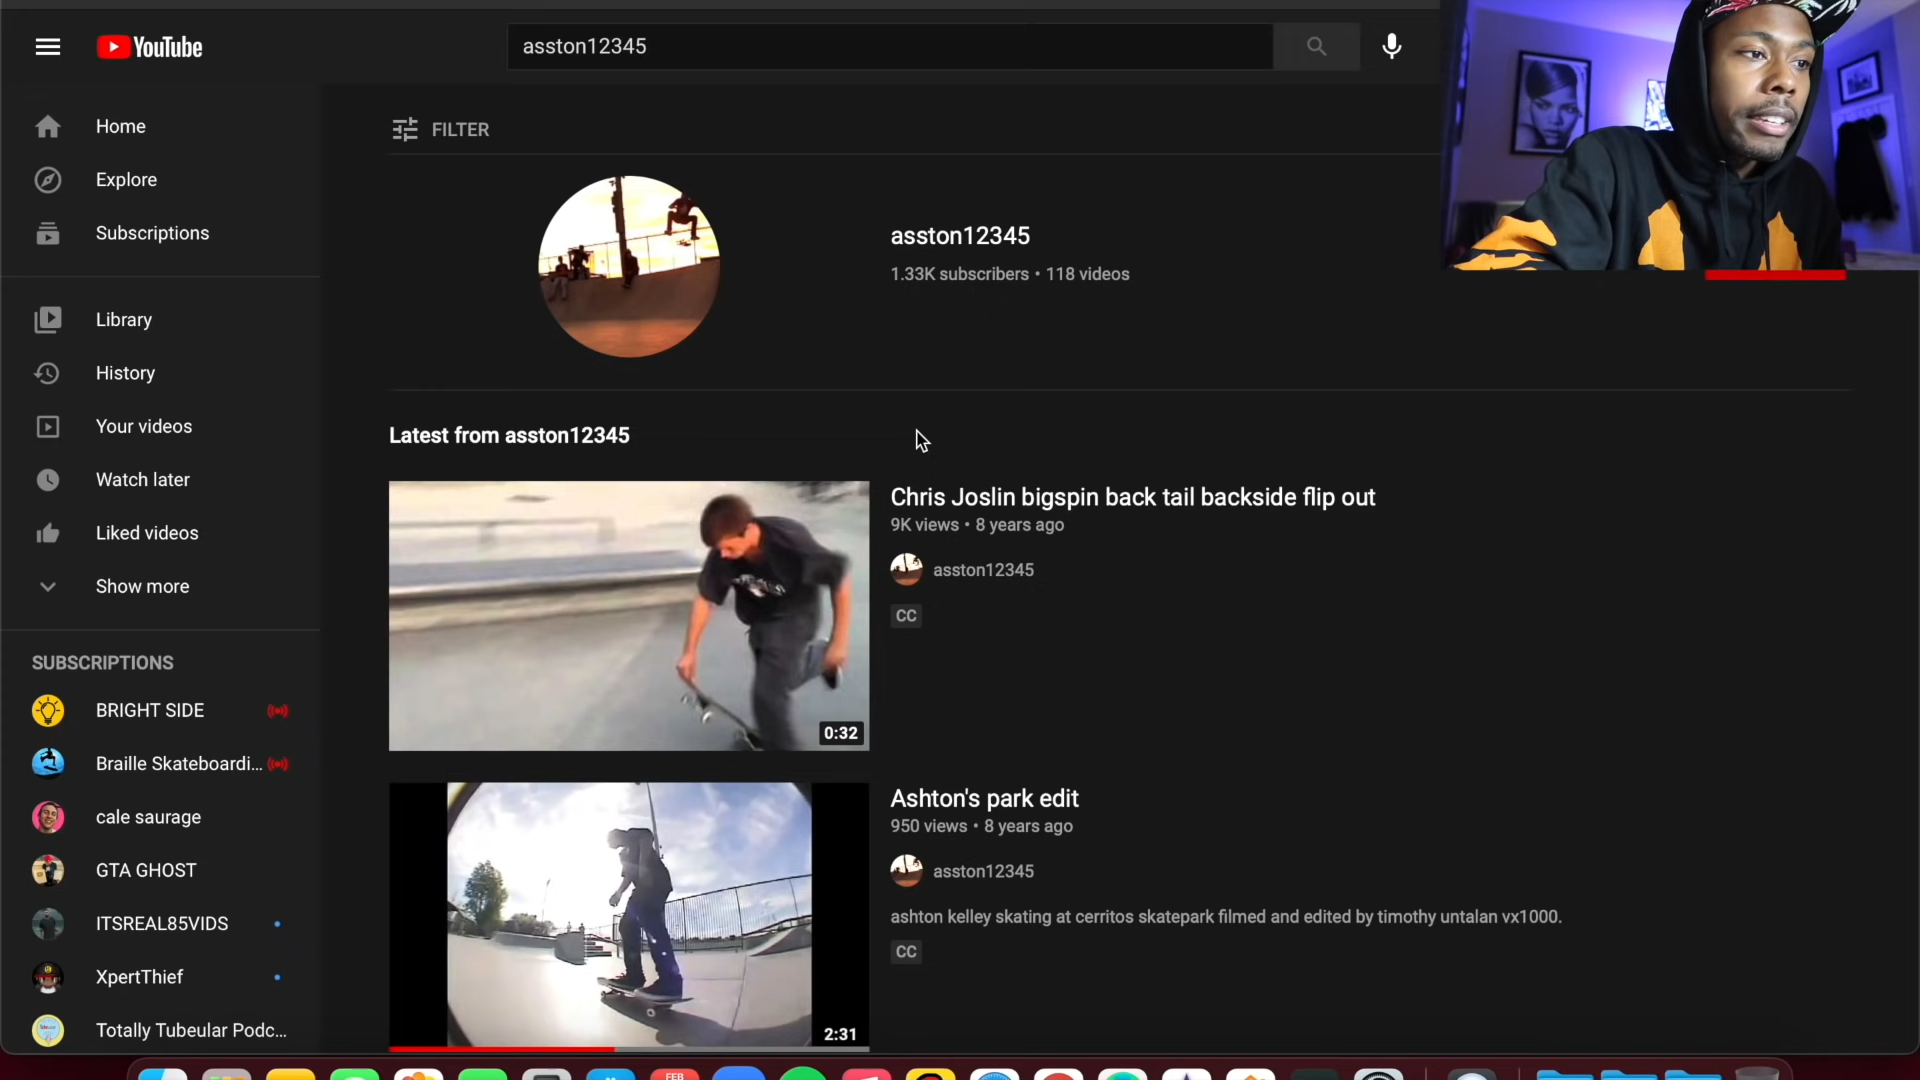 YouTube
asston12345
Home
Explore
Subscriptions
Library
History
Your videos
Watch later
Liked videos
Show more
SUBSCRIPTIONS
BRIGHT SIDE
Braille Skateboardi...
cale saurage
GTA GHOST
ITSREAL85VIDS
XpertThief
Totally Tubeular Podc...
FILTER
asston12345
1.33K subscribers • 118 videos
Latest from asston12345
0:32
Chris Joslin bigspin back tail backside flip out
9K views • 8 years ago
asston12345
CC
2:31
Ashton's park edit
950 views • 8 years ago
asston12345
ashton kelley skating at cerritos skatepark filmed and edited by timothy untalan vx1000.
CC
FEB